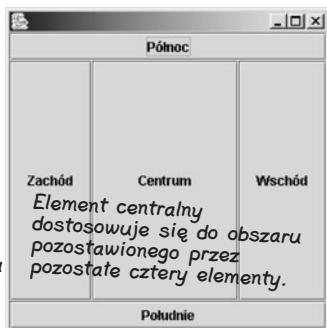 Północ
Zachód
Centrum
Wschód
Element centralny
dostosowuje się do obszaru
pozostawionego przez
pozostałe cztery elementy.
Południe